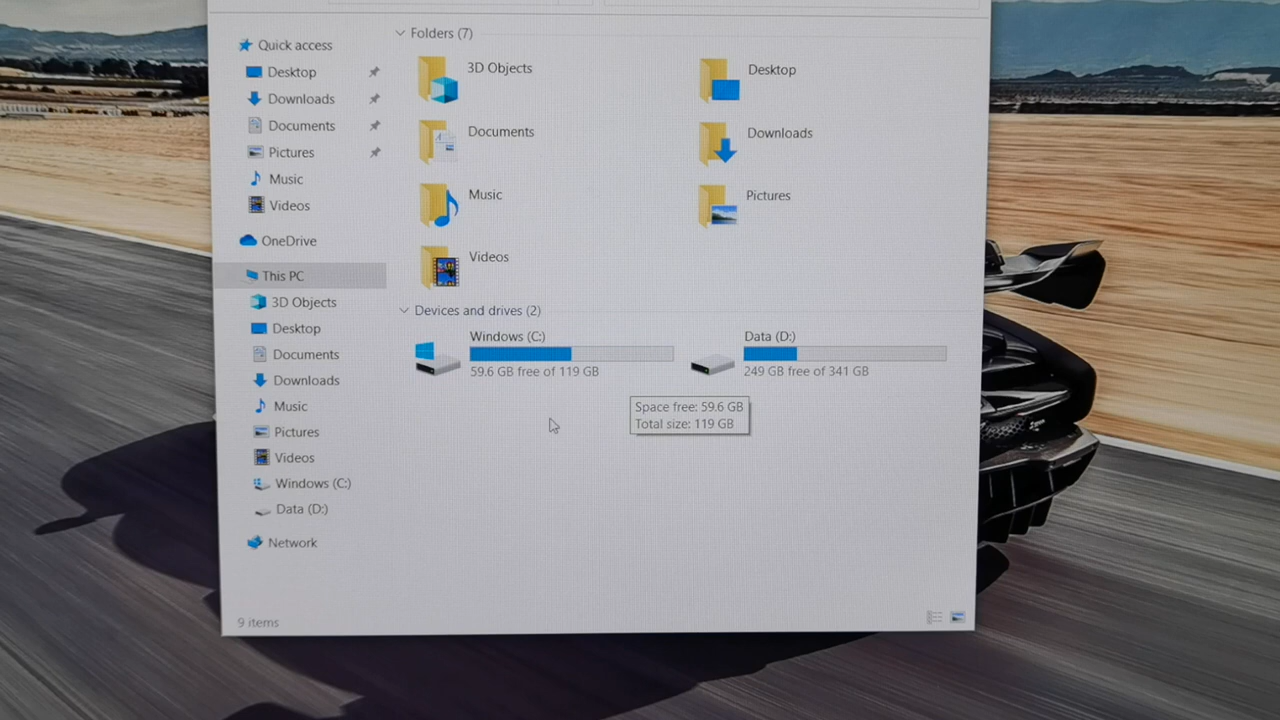 Quick access
Desktop
Downloads
Documents
Pictures
Music
Videos
OneDrive
This PC
3D Objects
Desktop
Documents
Downloads
Music
Pictures
Videos
Windows (C:)
Data (D:)
Network
9 items
Folders (7)
3D Objects
Desktop
Documents
Downloads
Music
Pictures
Videos
Devices and drives (2)
Windows (C:)
59.6 GB free of 119 GB
Data (D:)
249 GB free of 341 GB
Space free: 59.6 GB
Total size: 119 GB